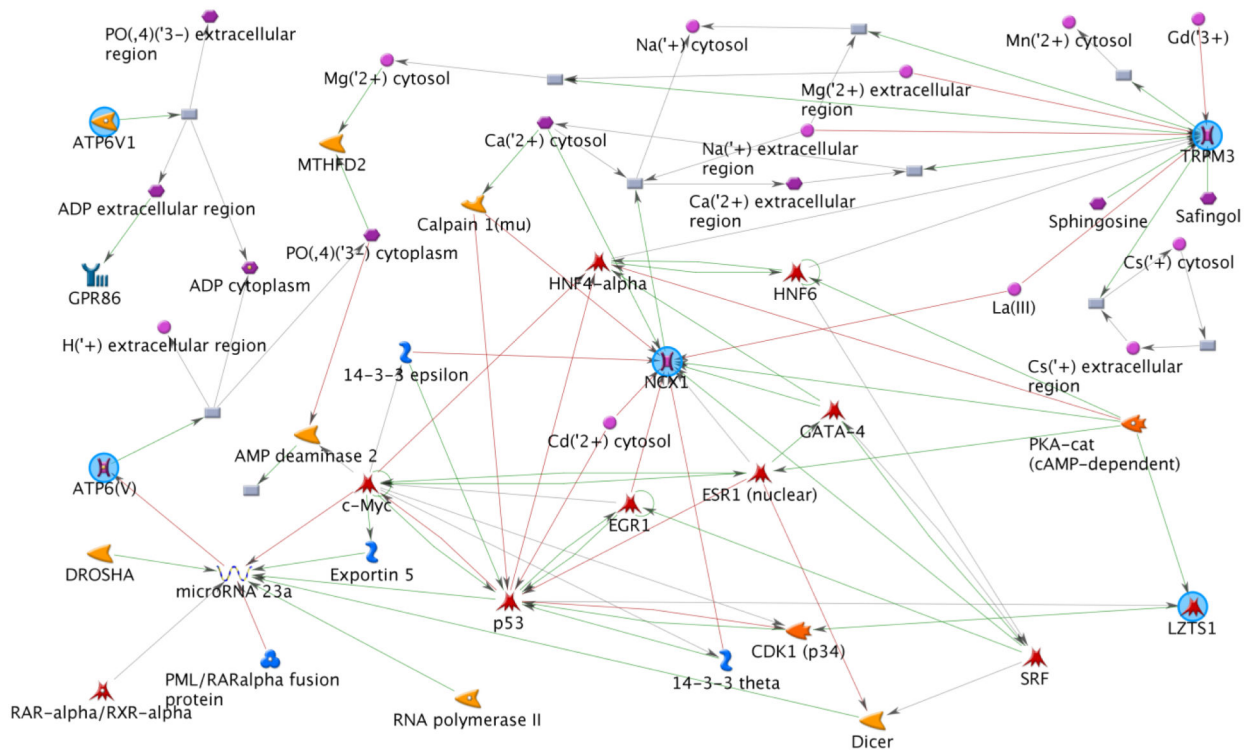 PO(,4)('3-) extracellular
region
Na('+) cytosol
Mn('2+) cytosol
Gd('3+)
Mg('2+) cytosol
Mg('2+) extracellular
region
ATP6V1
MTHFD2
Ca('2+) cytosol
Na('+) extracellular
region
TRPM3
ADP extracellular region
Calpain 1(mu)
Ca('2+) extracellular
region
Sphingosine
Safingol
PO(,4)('3-) cytoplasm
GPR86
ADP cytoplasm
HNF4-alpha
HNF6
Cs('+) cytosol
La(III)
H('+) extracellular region
14-3-3 epsilon
NCX1
Cs('+) extracellular
region
Cd('2+) cytosol
GATA-4
PKA-cat
(cAMP-dependent)
AMP deaminase 2
ATP6(V)
c-Myc
ESR1 (nuclear)
EGR1
DROSHA
microRNA 23a
Exportin 5
p53
LZTS1
CDK1 (p34)
PML/RARalpha fusion
protein
14-3-3 theta
SRF
RAR-alpha/RXR-alpha
RNA polymerase II
Dicer